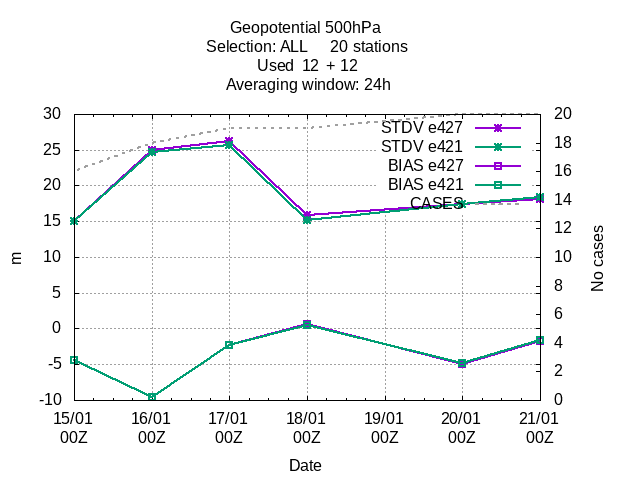 Geopotential 500hPa
Selection: ALL     20 stations
Used  12  + 12
Averaging window: 24h
30
25
20
15
10
5
0
-5
-10
m
20
18
16
14
12
10
8
6
4
2
0
No cases
STDV e427
STDV e421
BIAS e427
BIAS e421
CASES
15/01 16/01 17/01 18/01 19/01 20/01 21/01
00Z 00Z 00Z 00Z 00Z 00Z 00Z
Date